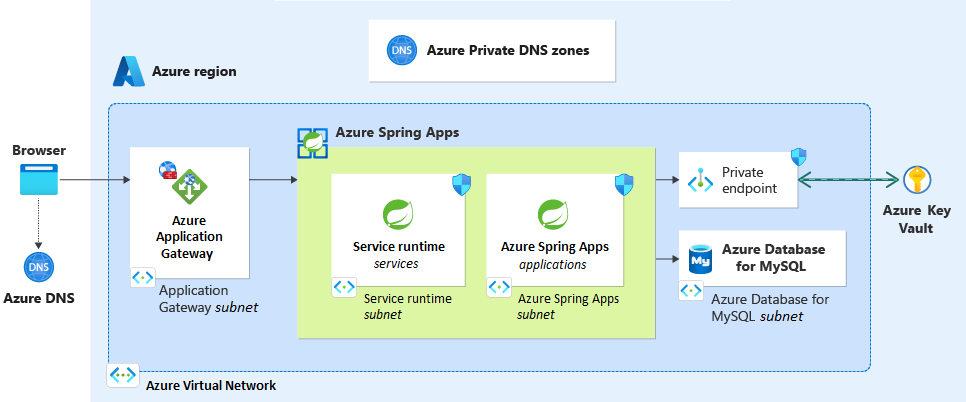 DNS
Azure Private DNS zones
Azure region
Azure Spring Apps
Browser
Azure
Application
Gateway
Application
Gateway subnet
Service runtime
services
Service runtime
subnet
Azure Spring Apps
applications
Azure Spring Apps
subnet
Private
endpoint
Azure Key
Vault
My
Azure Database
for MySQL
Azure Database for
MySQL subnet
DNS
Azure DNS
Azure Virtual Network